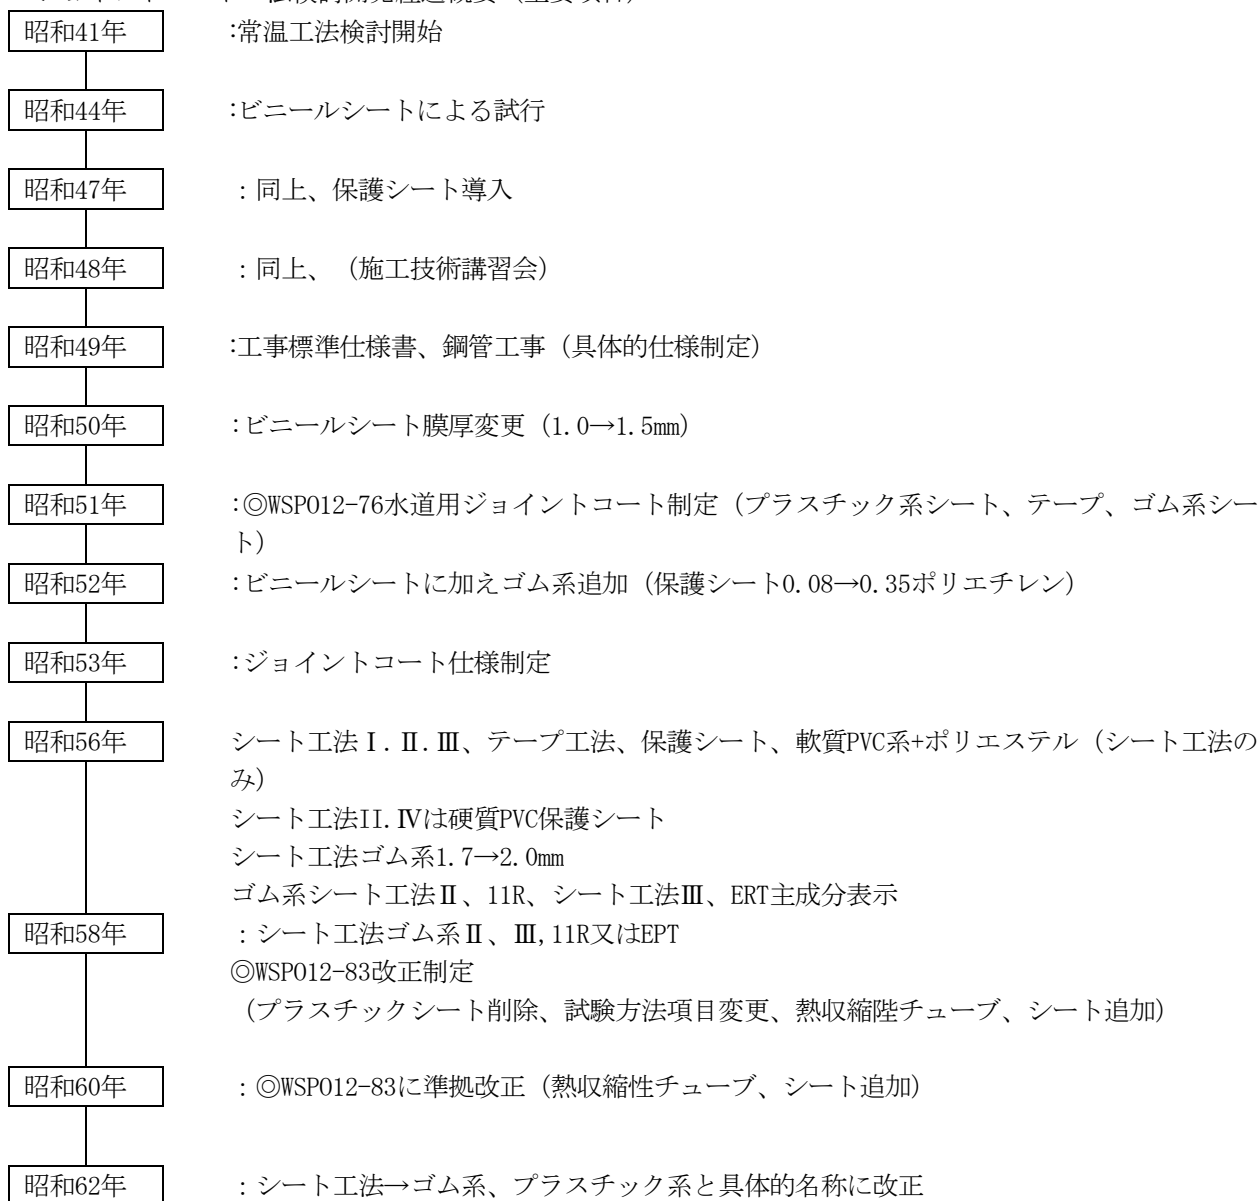 昭和41年 :常温工法検討開始
昭和44年 :ビニールシートによる試行
昭和47年 :同上、保護シート導入
昭和48年 :同上、(施工技術講習会)
昭和49年 :工事標準仕様書、鋼管工事(具体的仕様制定)
昭和50年 :ビニールシート膜厚変更(1.0→1.5mm)
昭和51年 :◎WSP012-76水道用ジョイントコート制定(プラスチック系シート、テープ、ゴム系シー
ト)
昭和52年 :ビニールシートに加えゴム系追加(保護シート0.08→0.35ポリエチレン)
昭和53年 :ジョイントコート仕様制定
昭和56年 シート工法Ⅰ.Ⅱ.Ⅲ、テープ工法、保護シート、軟質PVC系+ポリエステル(シート工法の
み)
シート工法II.Ⅳは硬質PVC保護シート
シート工法ゴム系1.7→2.0mm
ゴム系シート工法Ⅱ、11R、シート工法Ⅲ、ERT主成分表示
昭和58年 :シート工法ゴム系Ⅱ、Ⅲ,11R又はEPT
◎WSP012-83改正制定
(プラスチックシート削除、試験方法項目変更、熱収縮陛チューブ、シート追加)
昭和60年 :◎WSP012-83に準拠改正(熱収縮性チューブ、シート追加)
昭和62年 :シート工法→ゴム系、プラスチック系と具体的名称に改正